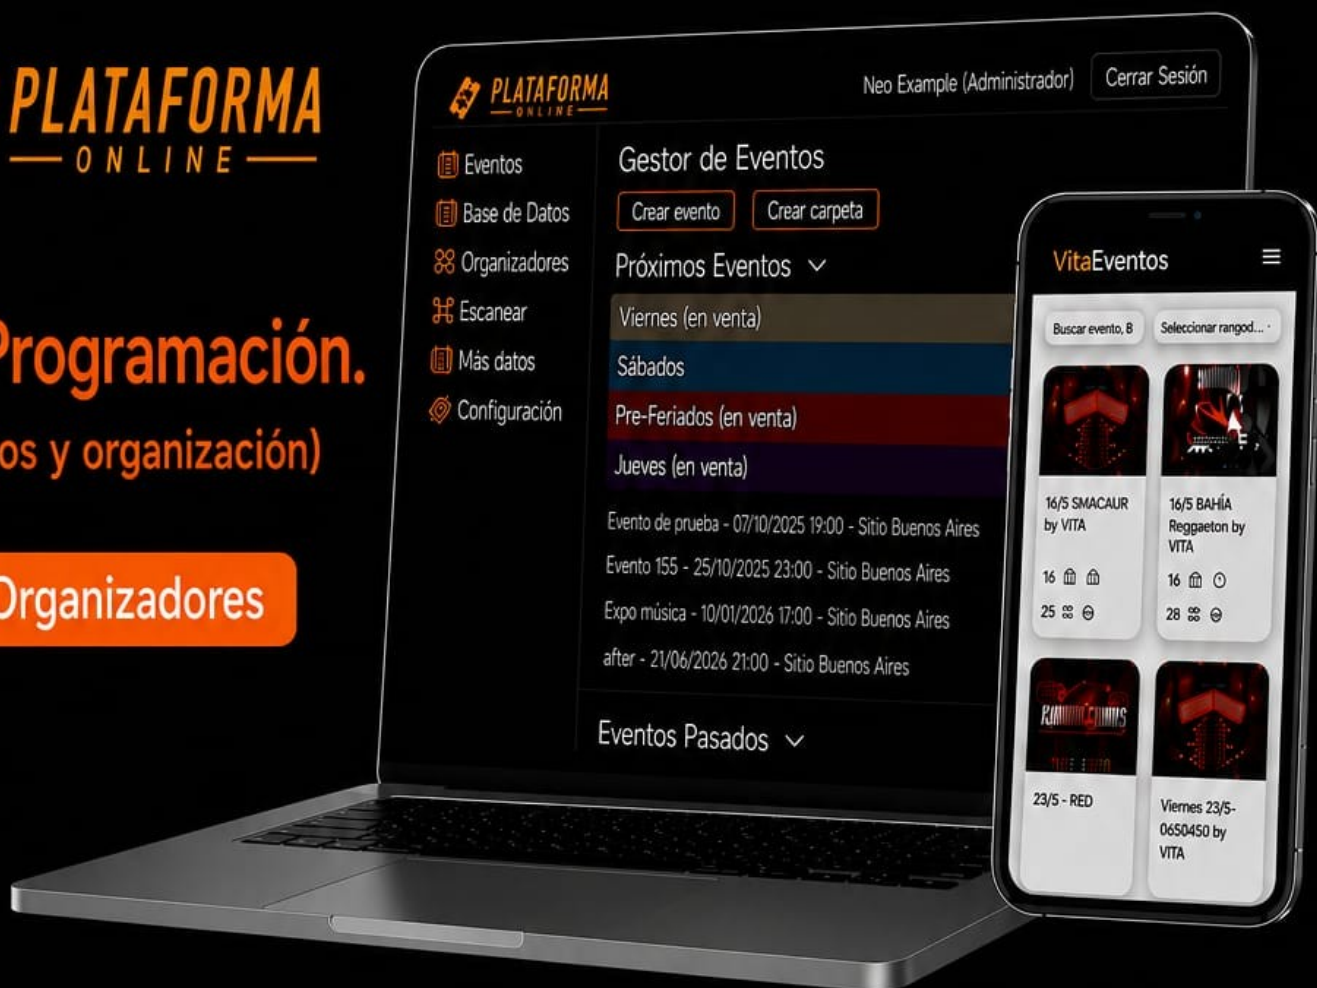 PLATAFORMA
ONLINE
Programación.
os y organización)
Organizadores
PLATAFORMA
ONLINE
Neo Example (Administrador)
Cerrar Sesión
Eventos
Base de Datos
Organizadores
Escanear
Más datos
Configuración
Gestor de Eventos
Crear evento
Crear carpeta
Próximos Eventos
Viernes (en venta)
Sábados
Pre-Feriados (en venta)
Jueves (en venta)
Evento de prueba - 07/10/2025 19:00 - Sitio Buenos Aires
Evento 155 - 25/10/2025 23:00 - Sitio Buenos Aires
Expo música - 10/01/2026 17:00 - Sitio Buenos Aires
after - 21/06/2026 21:00 - Sitio Buenos Aires
Eventos Pasados
VitaEventos
Buscar evento, B
Seleccionar rangod...
16/5 SMACAUR
by VITA
16
25
16/5 BAHÍA
Reggaeton by
VITA
16
28
23/5 - RED
Viernes 23/5-
0650450 by
VITA